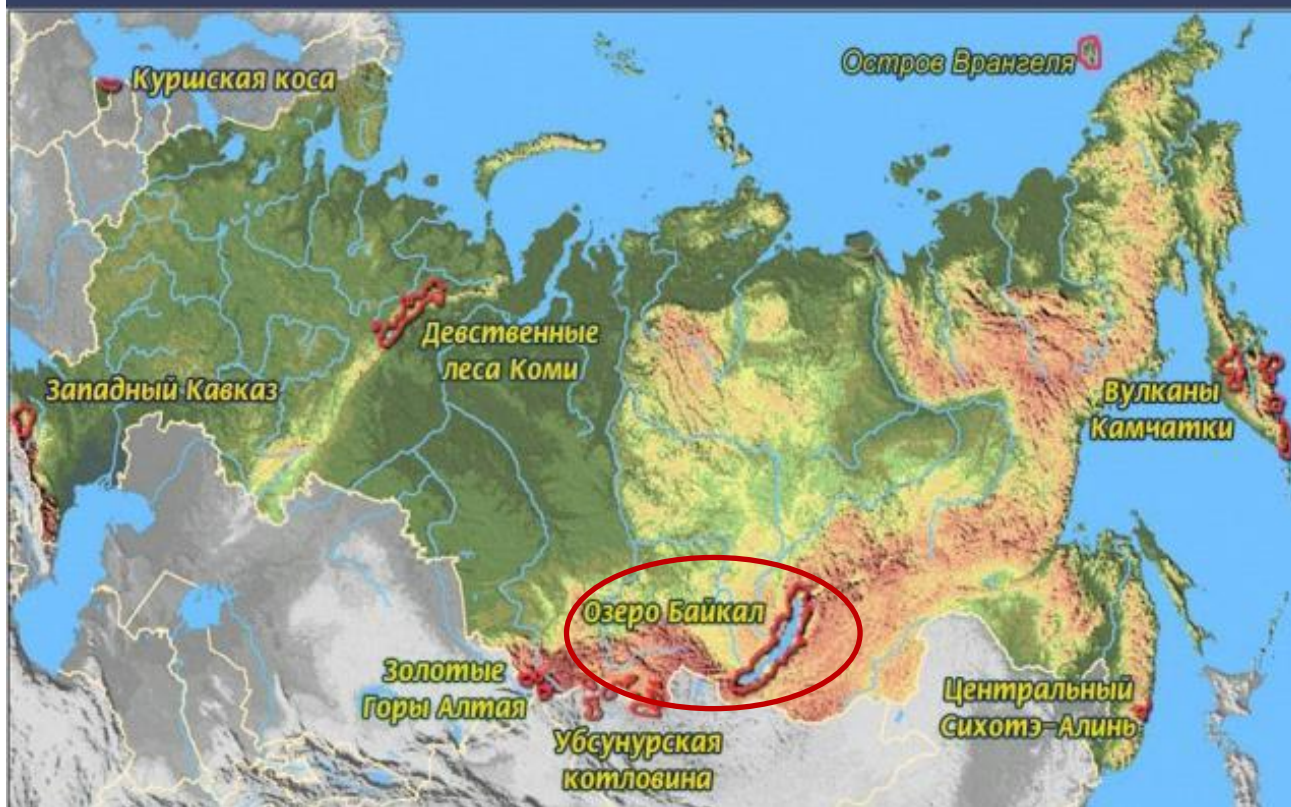 Остров Врангеля
Куршская коса
Девственные
леса Коми
Западный Кавказ
Вулканы
Камчатки
Озеро Байкал
Золотые
Горы Алтая
Центральный
Сихотэ-Алинь
Убсунурская
котловина